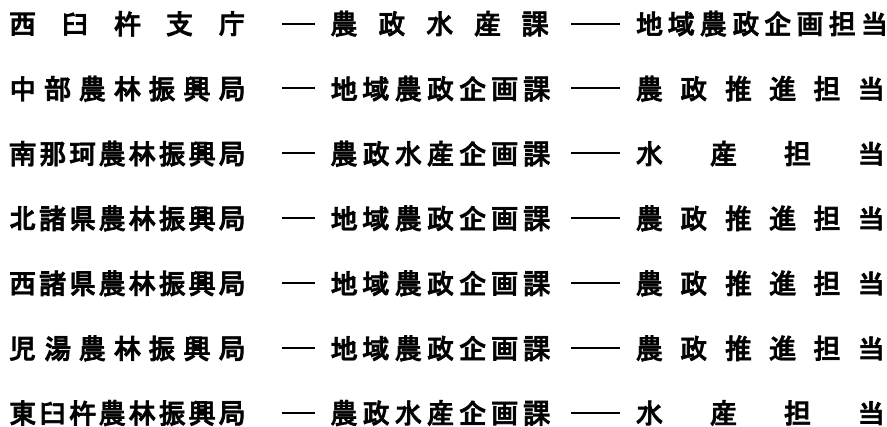 西臼杵支庁 ― 農政水産課 ― 地域農政企画担当
中部農林振興局 ― 地域農政企画課 ― 農政推進担当
南那珂農林振興局 ― 農政水産企画課 ― 水産担当
北諸県農林振興局 ― 地域農政企画課 ― 農政推進担当
西諸県農林振興局 ― 地域農政企画課 ― 農政推進担当
児湯農林振興局 ― 地域農政企画課 ― 農政推進担当
東臼杵農林振興局 ― 農政水産企画課 ― 水産担当